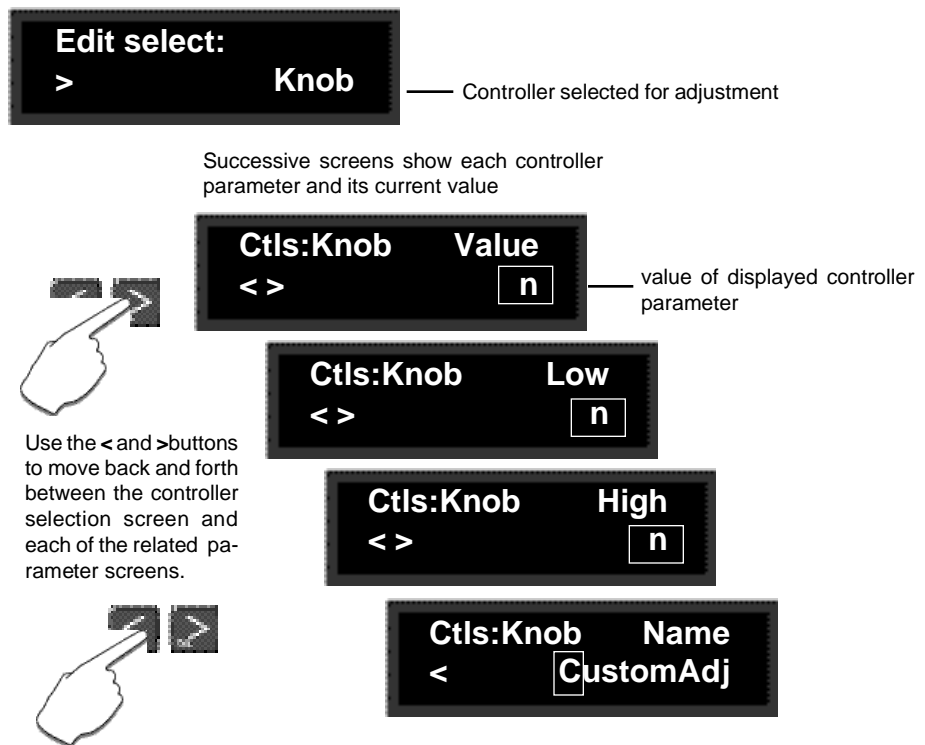 Edit select:
> Knob
Controller selected for adjustment
Successive screens show each controller
parameter and its current value
Ctls:Knob Value
< > n
value of displayed controller
parameter
Ctls:Knob Low
< > n
Use the < and >buttons
to move back and forth
between the controller
selection screen and
each of the related pa-
rameter screens.
Ctls:Knob High
< > n
Ctls:Knob Name
< CustomAdj